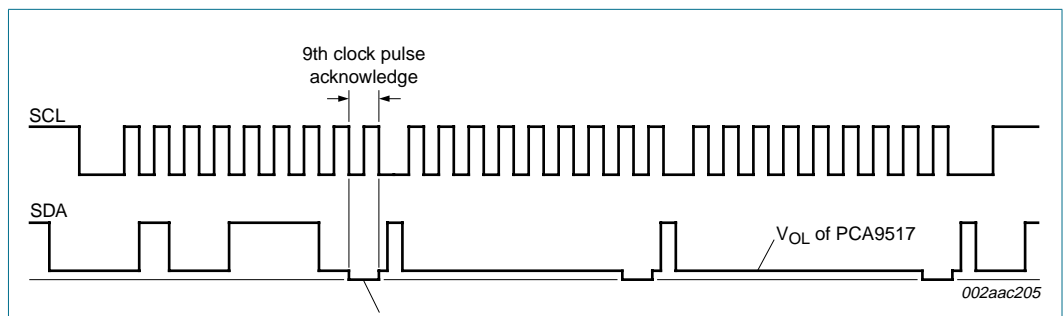 9th clock pulse
acknowledge
SCL
SDA
VOL of PCA9517
002aac205